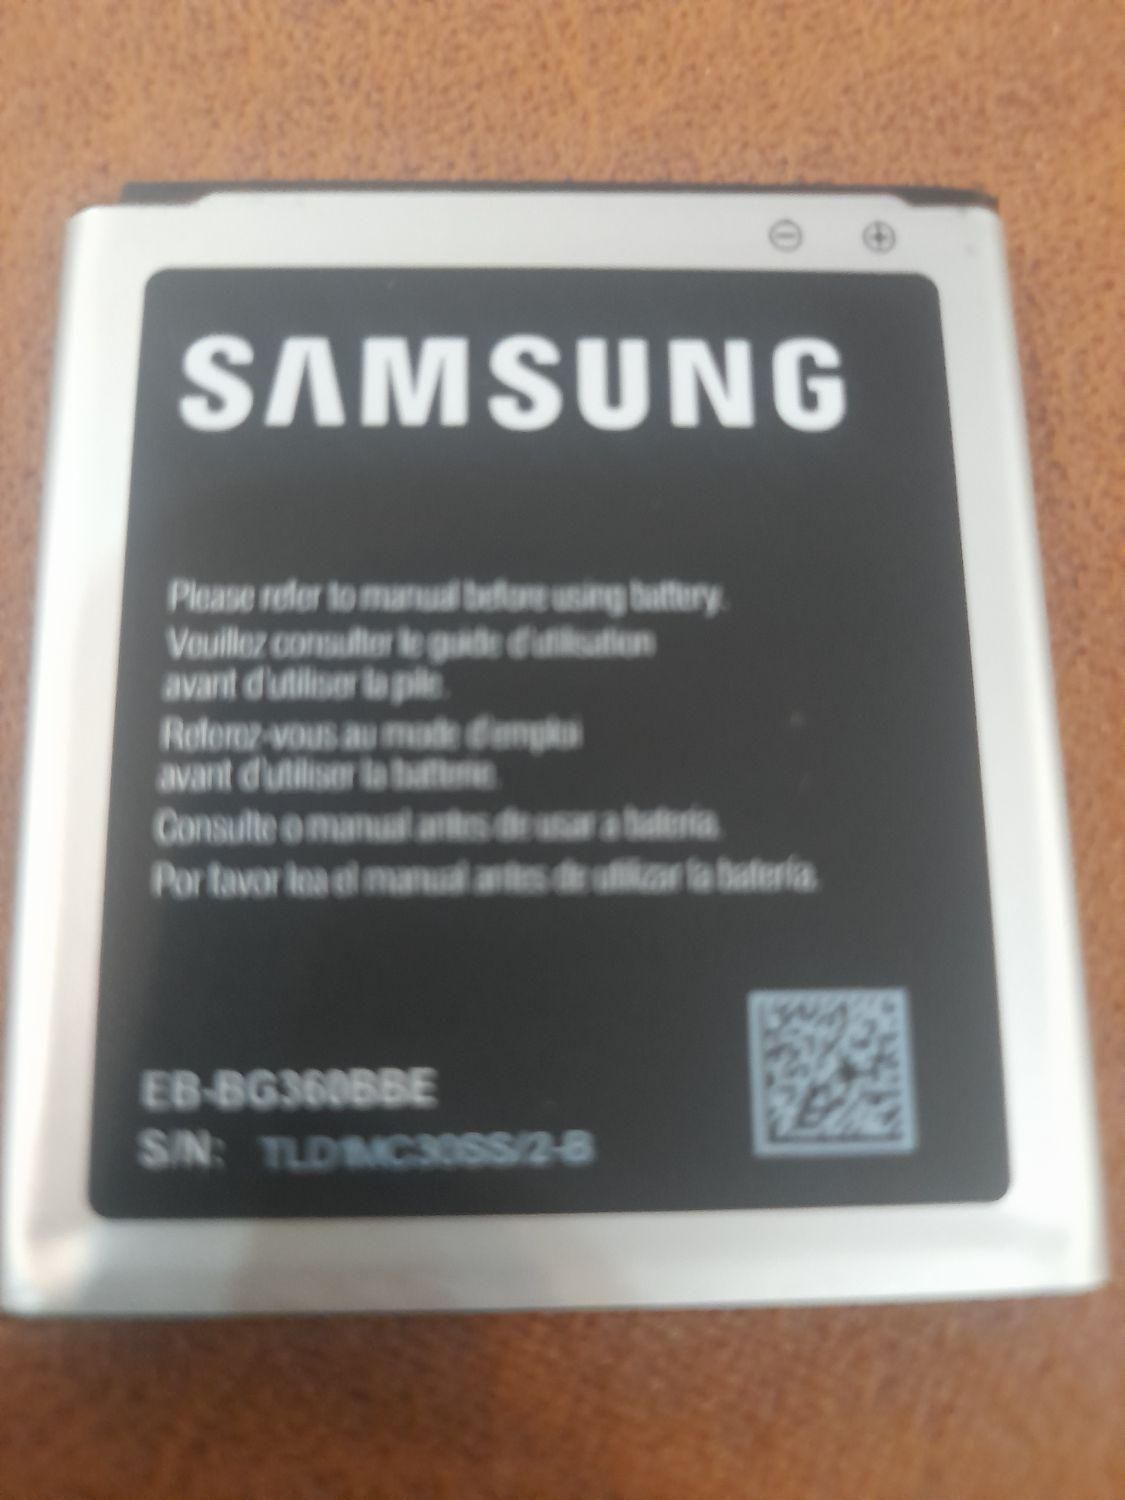 SAMSUNG
Please refer to manual before using battery.
Veuillez consulter le guide d'utilisation
avant d'utiliser la pile.
Referez-vous au mode d'emploi
avant d'utiliser la batterie.
Consulte o manual antes de usar a bateria.
Por favor lea el manual antes de utilizar la batería.
EB-BG360BBE
S/N: TLD1MC30SS/2-B